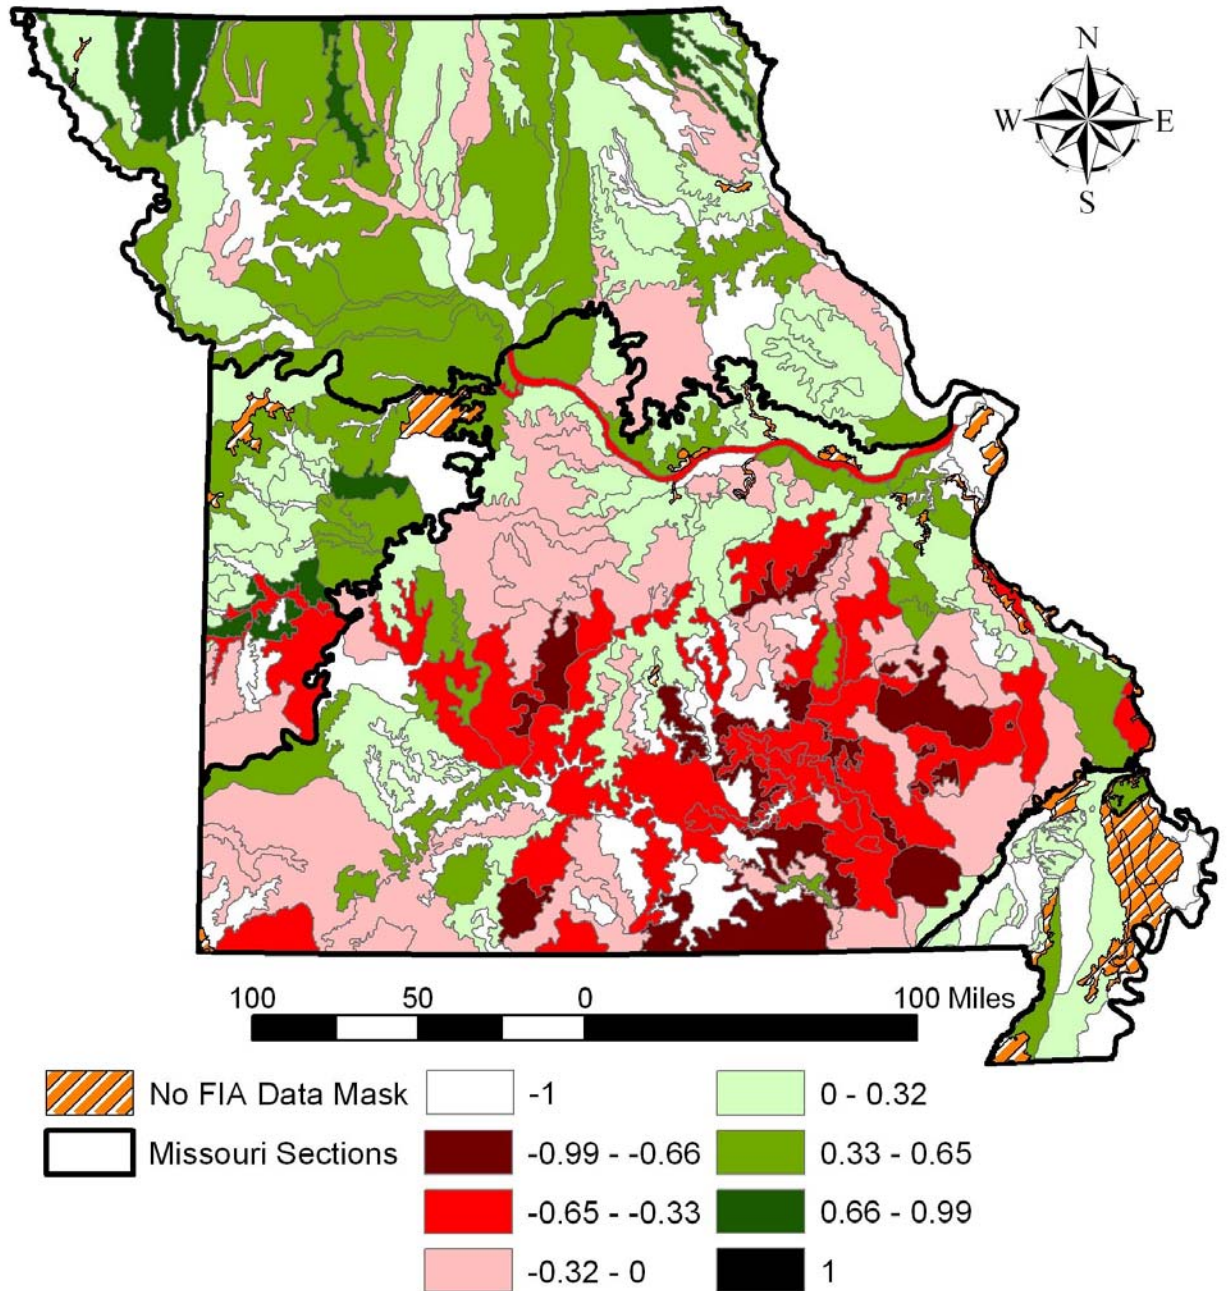 N
W E
S
100 50 0 100 Miles
No FIA Data Mask
Missouri Sections
-1
-0.99 - -0.66
-0.65 - -0.33
-0.32 - 0
0 - 0.32
0.33 - 0.65
0.66 - 0.99
1